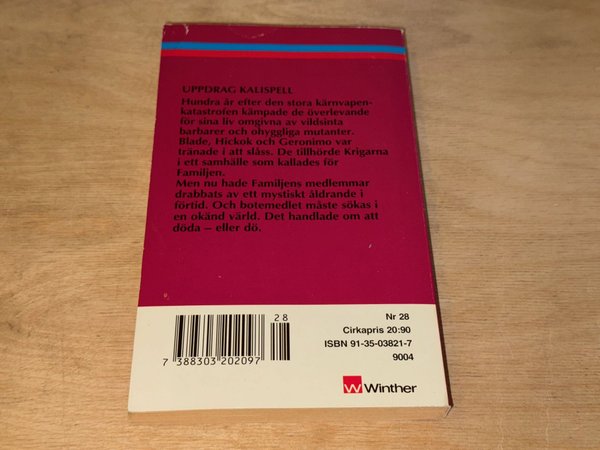 UPPDRAG KALISPELL
Hundra år efter den stora kärnvapen-
katastrofen kämpade de överlevande
för sina liv omgivna av vildsinta
barbarer och ohyggliga mutanter.
Blade, Hickok och Geronimo var
tränade i att slåss. De tillhörde Krigarna
i ett samhälle som kallades för
Familjen.
Men nu hade Familjens medlemmar
drabbats av ett mystiskt åldrande i
förtid. Och botemedlet måste sökas i
en okänd värld. Det handlade om att
döda – eller dö.
28
7 388303 202097
Nr 28
Cirkapris 20:90
ISBN 91-35-03821-7
9004
W Winther